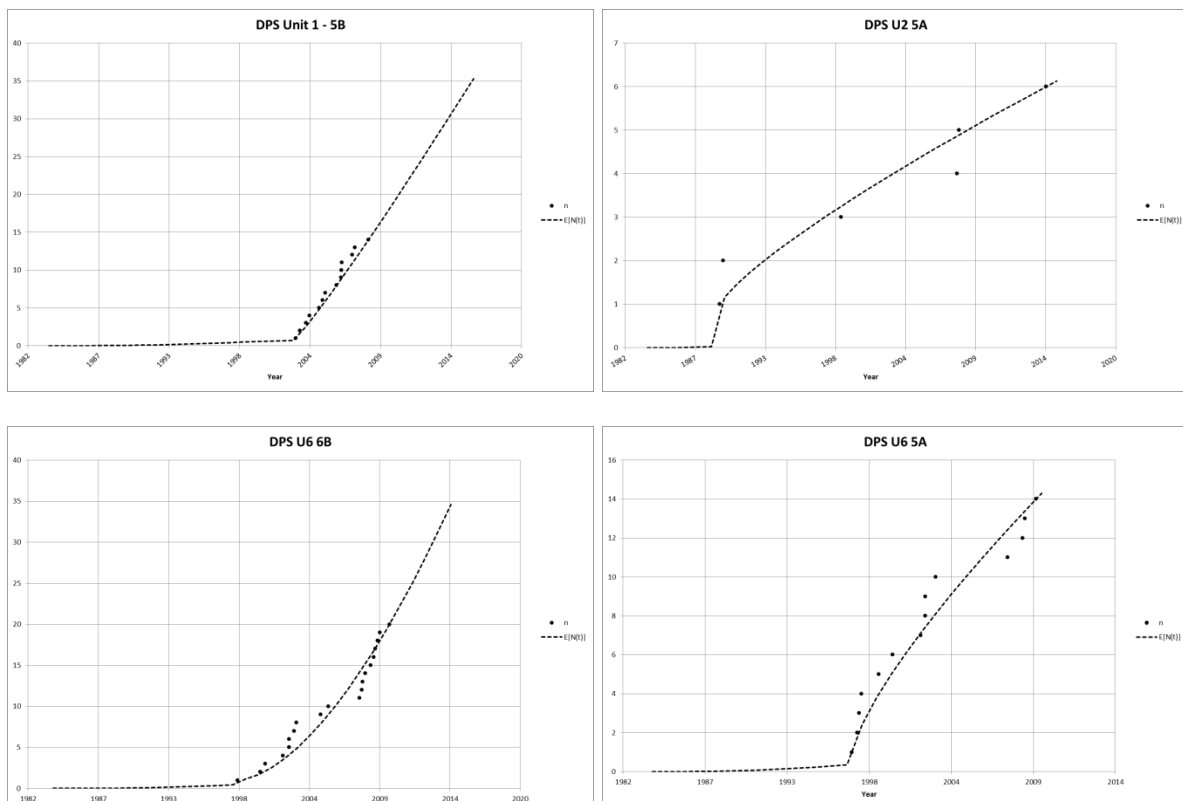 DPS Unit 1 - 5B
40
35
30
25
20
15
10
5
0
1982 1987 1993 1998 2004 2009 2014 2020
Year
n
E[N(t)]
DPS U2 5A
7
6
5
4
3
2
1
0
1982 1987 1993 1998 2004 2009 2014 2020
Year
n
E[N(t)]
DPS U6 6B
40
35
30
25
20
15
10
5
0
1982 1987 1993 1998 2004 2009 2014 2020
n
E[N(t)]
DPS U6 5A
16
14
12
10
8
6
4
2
0
1982 1987 1993 1998 2004 2009 2014
Year
n
E[N(t)]